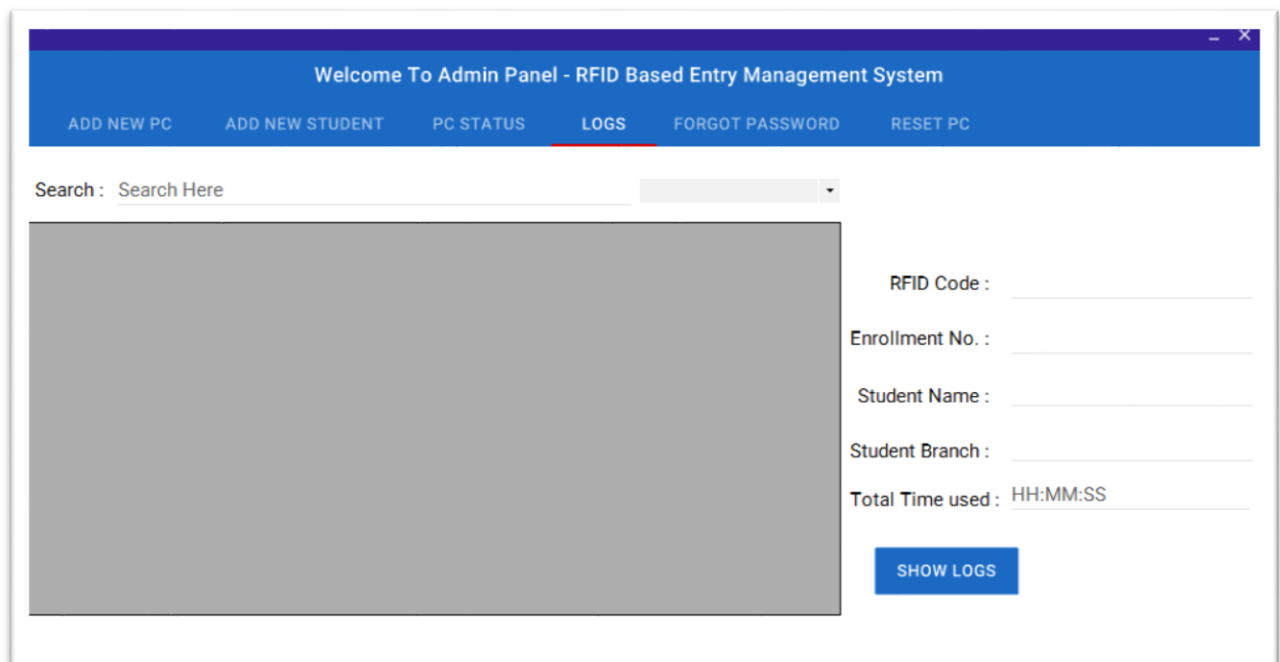 Welcome To Admin Panel - RFID Based Entry Management System
ADD NEW PC ADD NEW STUDENT PC STATUS LOGS FORGOT PASSWORD RESET PC
Search : Search Here
RFID Code :
Enrollment No. :
Student Name :
Student Branch :
Total Time used : HH:MM:SS
SHOW LOGS